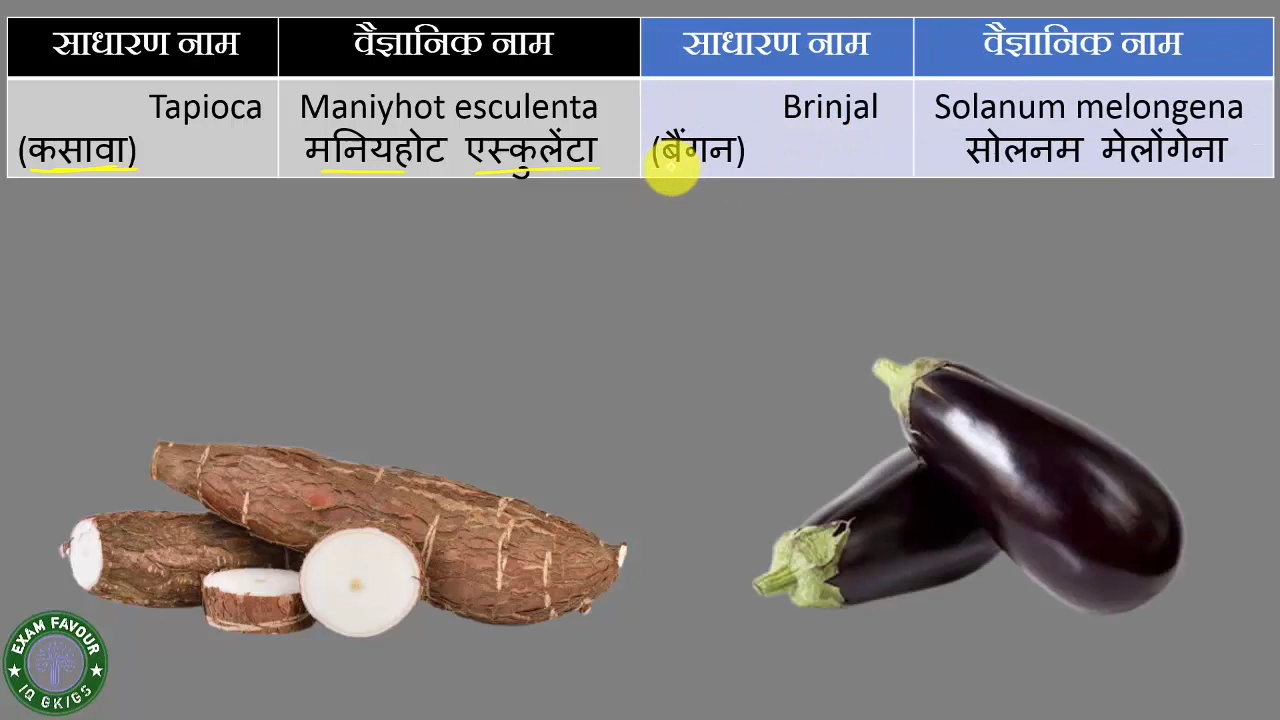 साधारण नाम वैज्ञानिक नाम साधारण नाम वैज्ञानिक नाम
Tapioca Maniyhot esculenta Brinjal Solanum melongena
(कसावा) मनियहोट एस्कुलेंटा (बैंगन) सोलनम मेलोंगेना
EXAM FAVOUR
IQ GK/GS